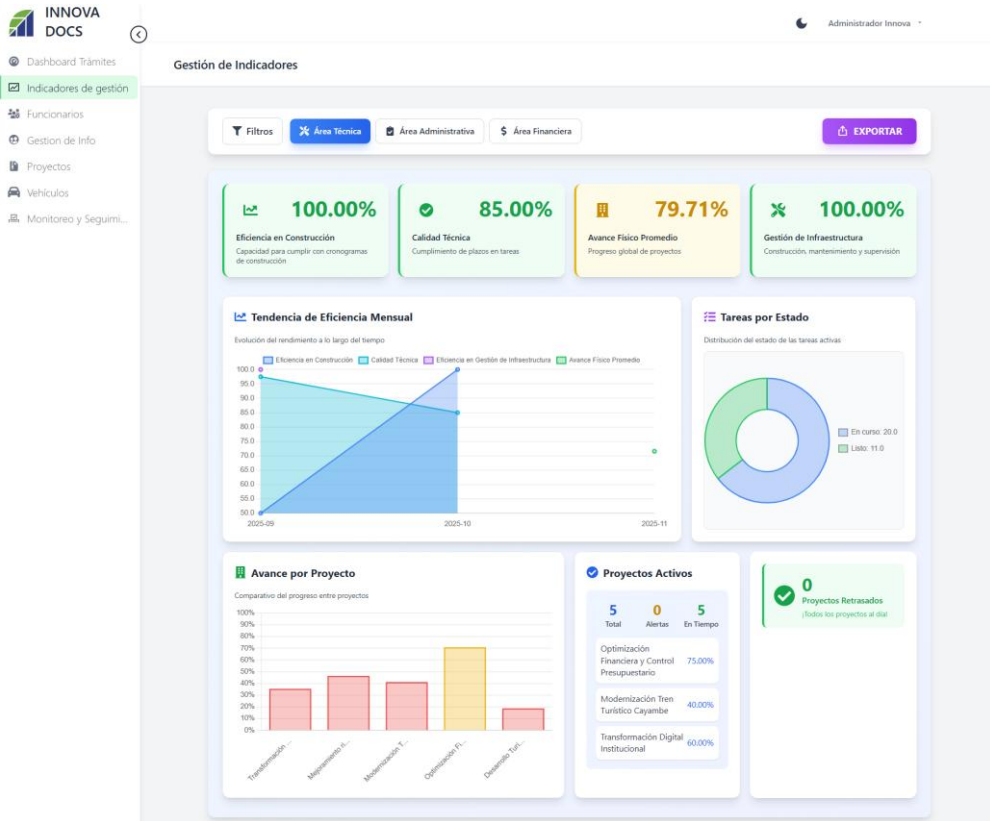 INNOVA
DOCS
Administrador Innova
Dashboard Trámites
Indicadores de gestión
Funcionarios
Gestion de Info
Proyectos
Vehículos
Monitoreo y Seguimi...
Gestión de Indicadores
Filtros
Área Técnica
Área Administrativa
$ Área Financiera
EXPORTAR
100.00%
Eficiencia en Construcción
Capacidad para cumplir con cronogramas
de construcción
85.00%
Calidad Técnica
Cumplimiento de plazos en tareas
79.71%
Avance Físico Promedio
Progreso global de proyectos
100.00%
Gestión de Infraestructura
Construcción, mantenimiento y supervisión
Tendencia de Eficiencia Mensual
Evolución del rendimiento a lo largo del tiempo
Eficiencia en Construcción
Calidad Técnica
Eficiencia en Gestión de Infraestructura
Avance Físico Promedio
100.0
95.0
90.0
85.0
80.0
75.0
70.0
65.0
60.0
55.0
50.0
2025-09
2025-10
2025-11
Tareas por Estado
Distribución del estado de las tareas activas
En curso: 20.0
Listo: 11.0
Avance por Proyecto
Comparativo del progreso entre proyectos
100%
90%
80%
70%
60%
50%
40%
30%
20%
10%
0%
Transformación ...
Mejoramiento n...
Modernización T...
Optimización Fi...
Desarrollo Turí...
Proyectos Activos
5
Total
0
Alertas
5
En Tiempo
Optimización
Financiera y Control
Presupuestario
75.00%
Modernización Tren
Turístico Cayambe
40.00%
Transformación Digital
Institucional
60.00%
0
Proyectos Retrasados
¡Todos los proyectos al día!